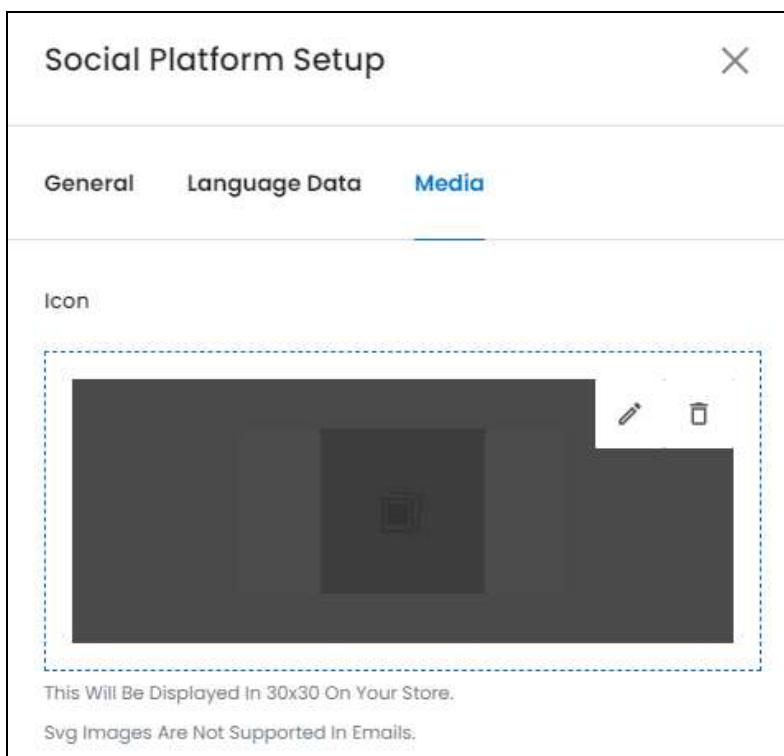 Social Platform Setup
General Language Data Media
Icon
This Will Be Displayed In 30x30 On Your Store.
Svg Images Are Not Supported In Emails.